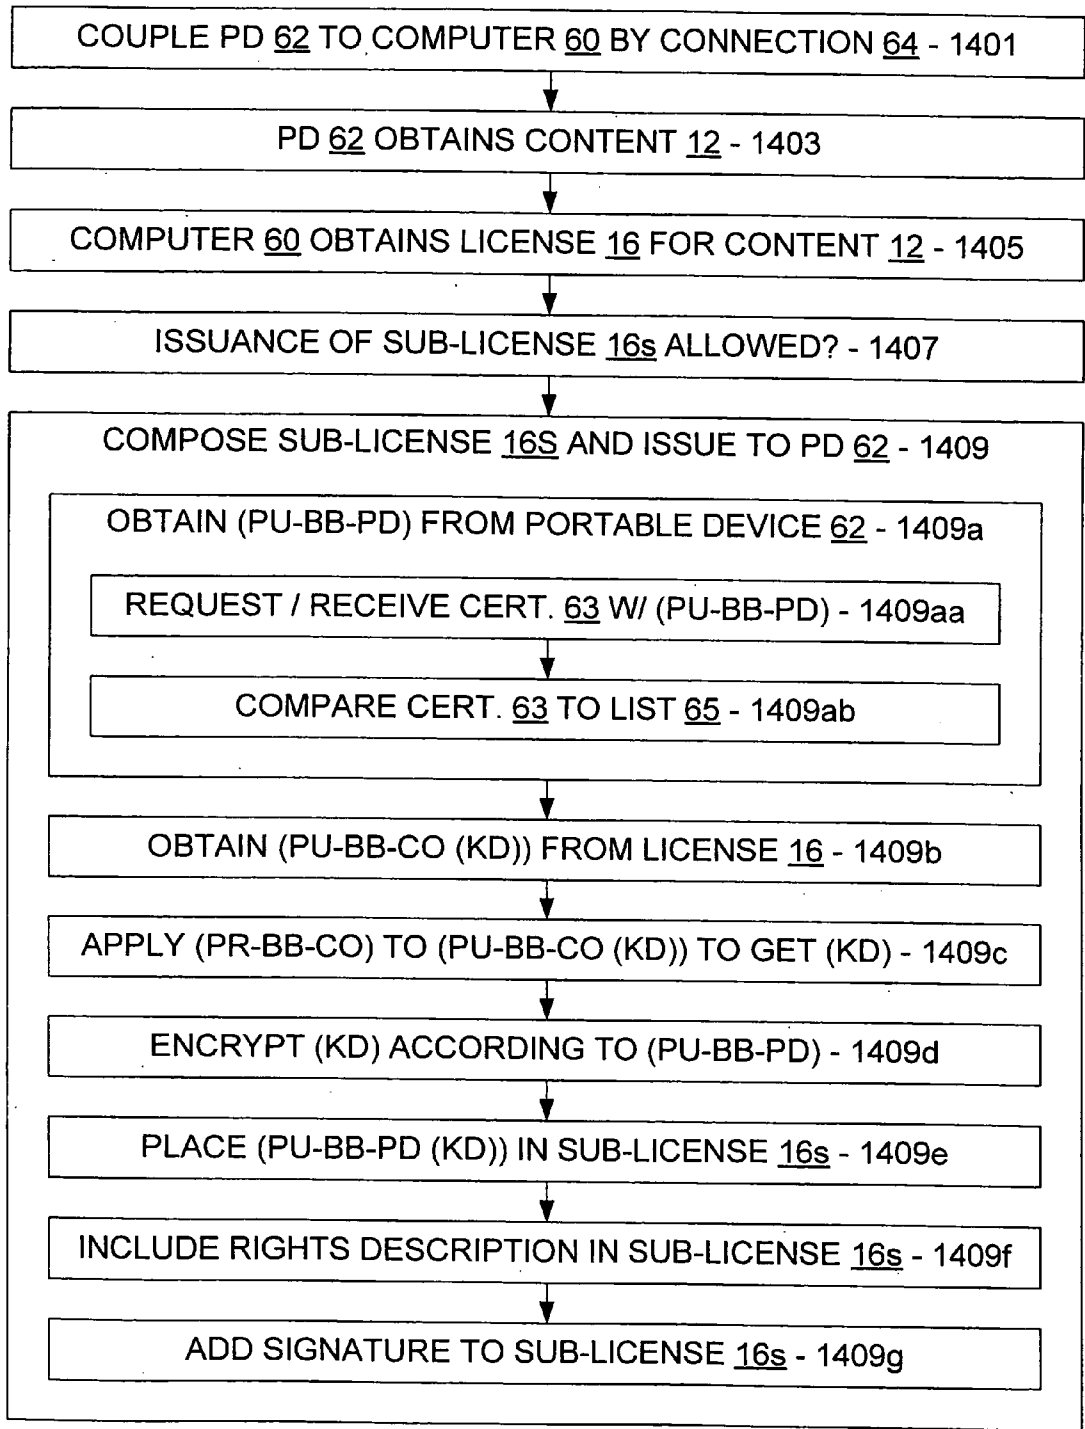 COUPLE PD 62 TO COMPUTER 60 BY CONNECTION 64 - 1401
PD 62 OBTAINS CONTENT 12 - 1403
COMPUTER 60 OBTAINS LICENSE 16 FOR CONTENT 12 - 1405
ISSUANCE OF SUB-LICENSE 16s ALLOWED? - 1407
COMPOSE SUB-LICENSE 16S AND ISSUE TO PD 62 - 1409
OBTAIN (PU-BB-PD) FROM PORTABLE DEVICE 62 - 1409a
REQUEST / RECEIVE CERT. 63 W/ (PU-BB-PD) - 1409aa
COMPARE CERT. 63 TO LIST 65 - 1409ab
OBTAIN (PU-BB-CO (KD)) FROM LICENSE 16 - 1409b
APPLY (PR-BB-CO) TO (PU-BB-CO (KD)) TO GET (KD) - 1409c
ENCRYPT (KD) ACCORDING TO (PU-BB-PD) - 1409d
PLACE (PU-BB-PD (KD)) IN SUB-LICENSE 16s - 1409e
INCLUDE RIGHTS DESCRIPTION IN SUB-LICENSE 16s - 1409f
ADD SIGNATURE TO SUB-LICENSE 16s - 1409g